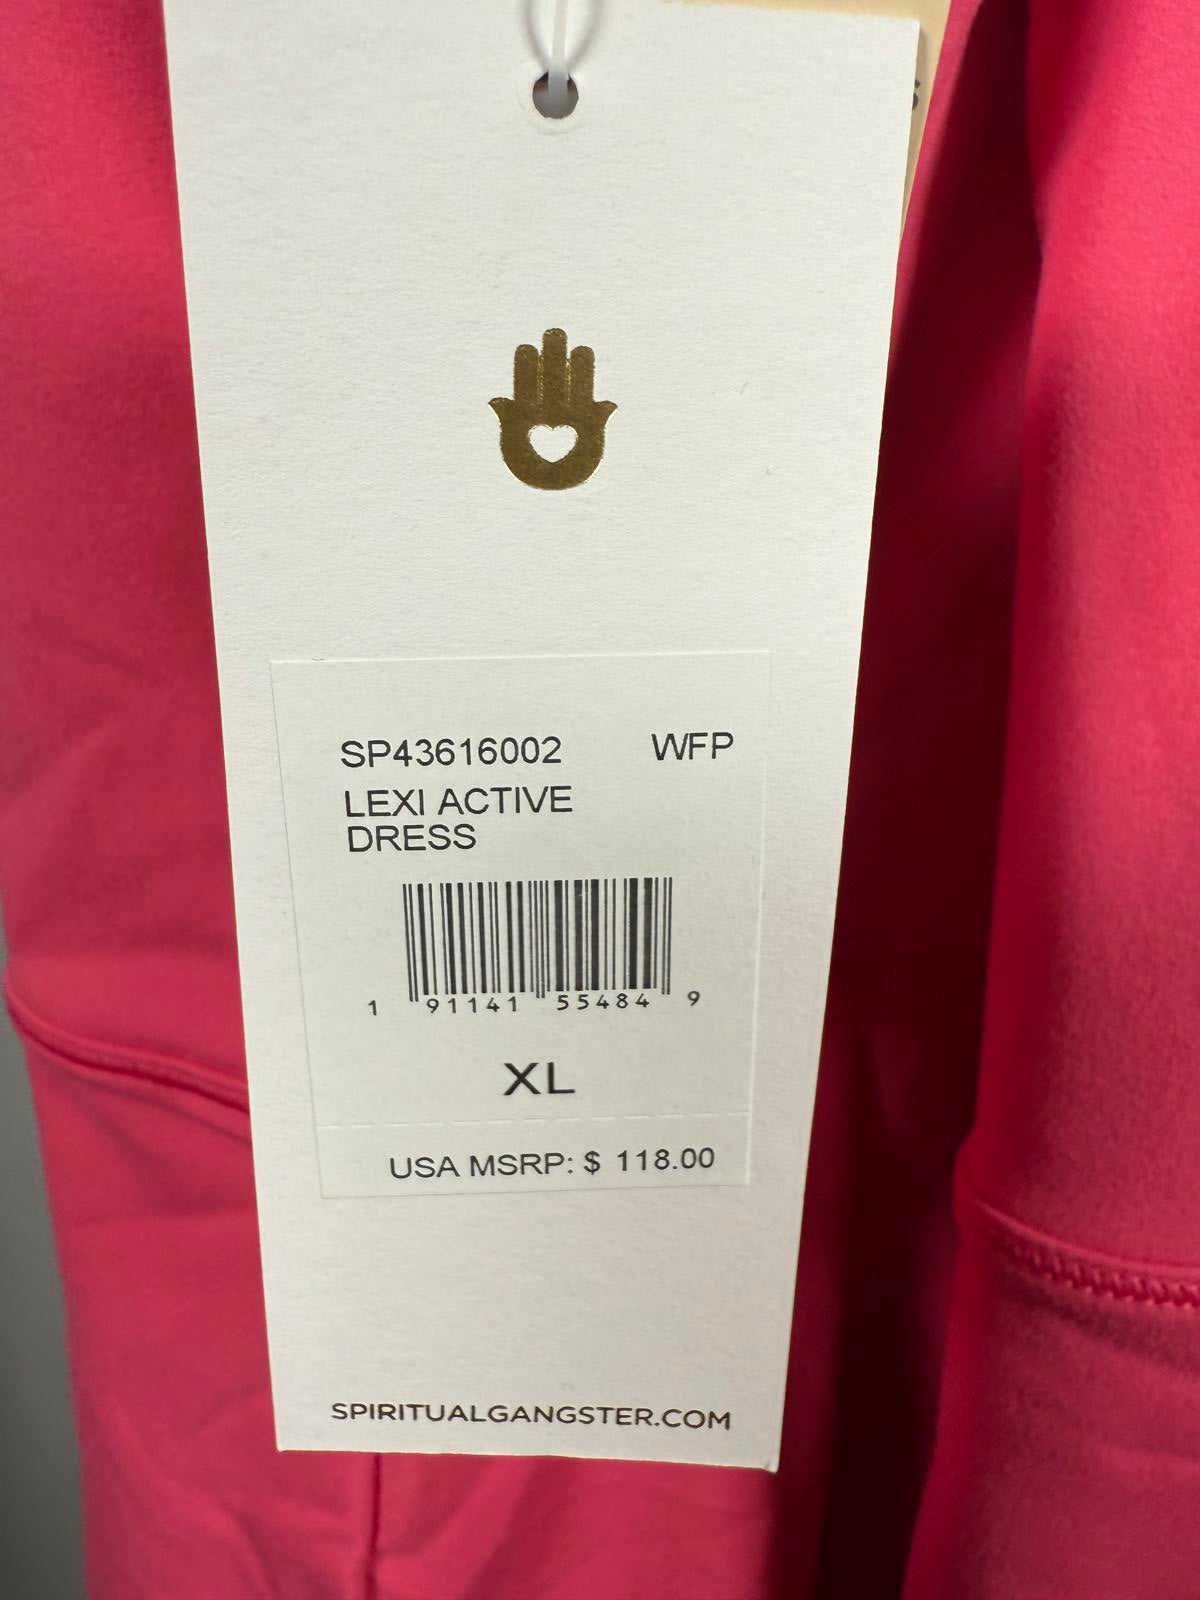 SP43616002 WFP
LEXI ACTIVE
DRESS
1 91141 55484 9
XL
USA MSRP: $ 118.00
SPIRITUALGANGSTER.COM